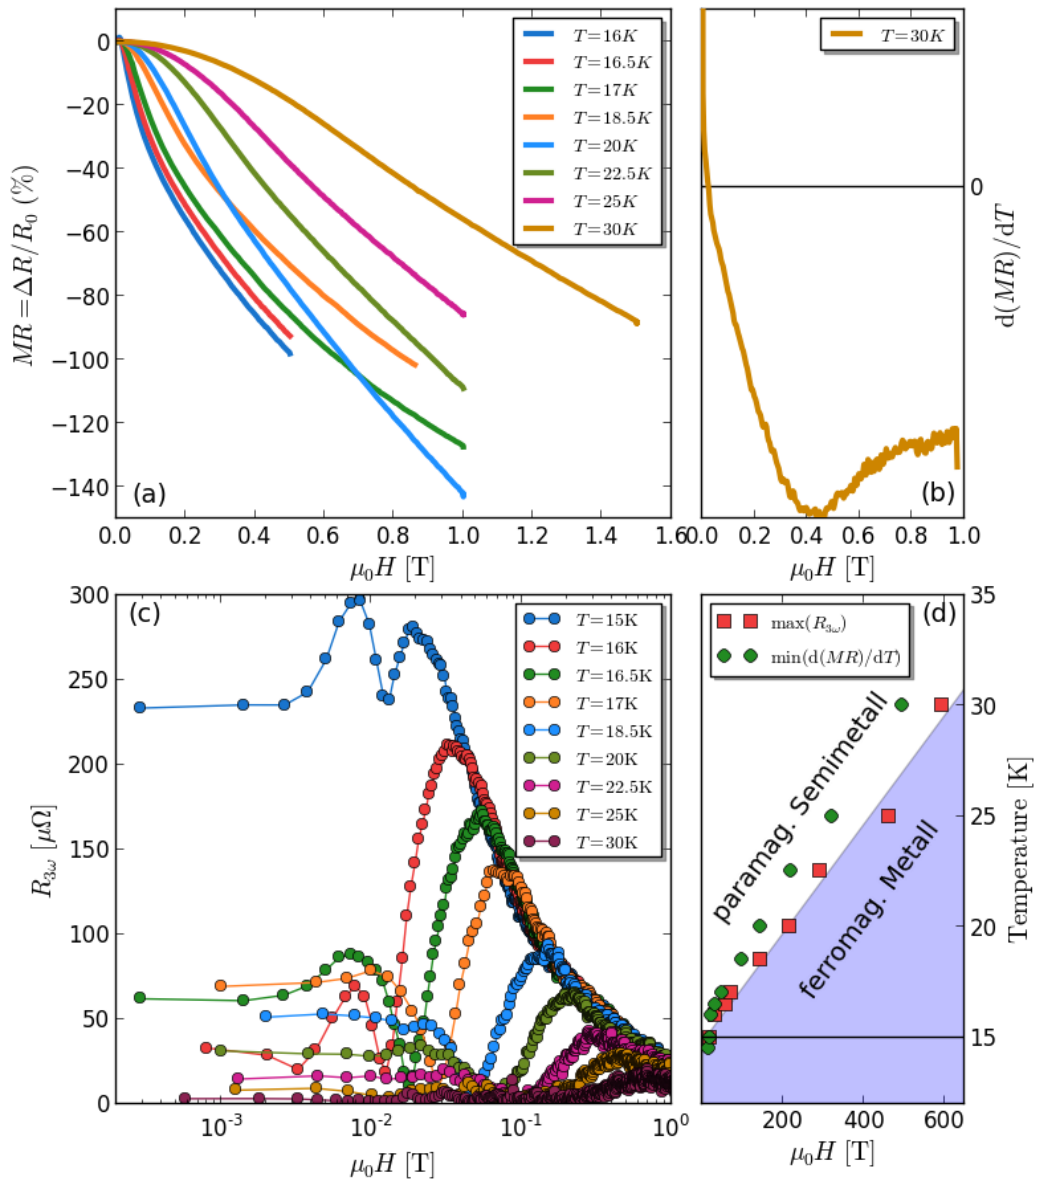 T=16K
T=16.5K
T=17K
T=18.5K
T=20K
T=22.5K
T=25K
T=30K
0
−20
−40
−60
−80
−100
−120
−140
MR=ΔR/R₀ (%)
(a)
0.0 0.2 0.4 0.6 0.8 1.0 1.2 1.4 1.6
μ₀H [T]
T=30K
0
d(MR)/dT
(b)
0.0 0.2 0.4 0.6 0.8 1.0
μ₀H [T]
(c)
300
250
200
150
100
50
0
R₃ω [μΩ]
T=15K
T=16K
T=16.5K
T=17K
T=18.5K
T=20K
T=22.5K
T=25K
T=30K
10⁻³ 10⁻² 10⁻¹ 10⁰
μ₀H [T]
max(R₃ω)
min(d(MR)/dT)
(d)
paramag. Semimetall
ferromag. Metall
35
30
25
20
15
Temperature [K]
200 400 600
μ₀H [T]